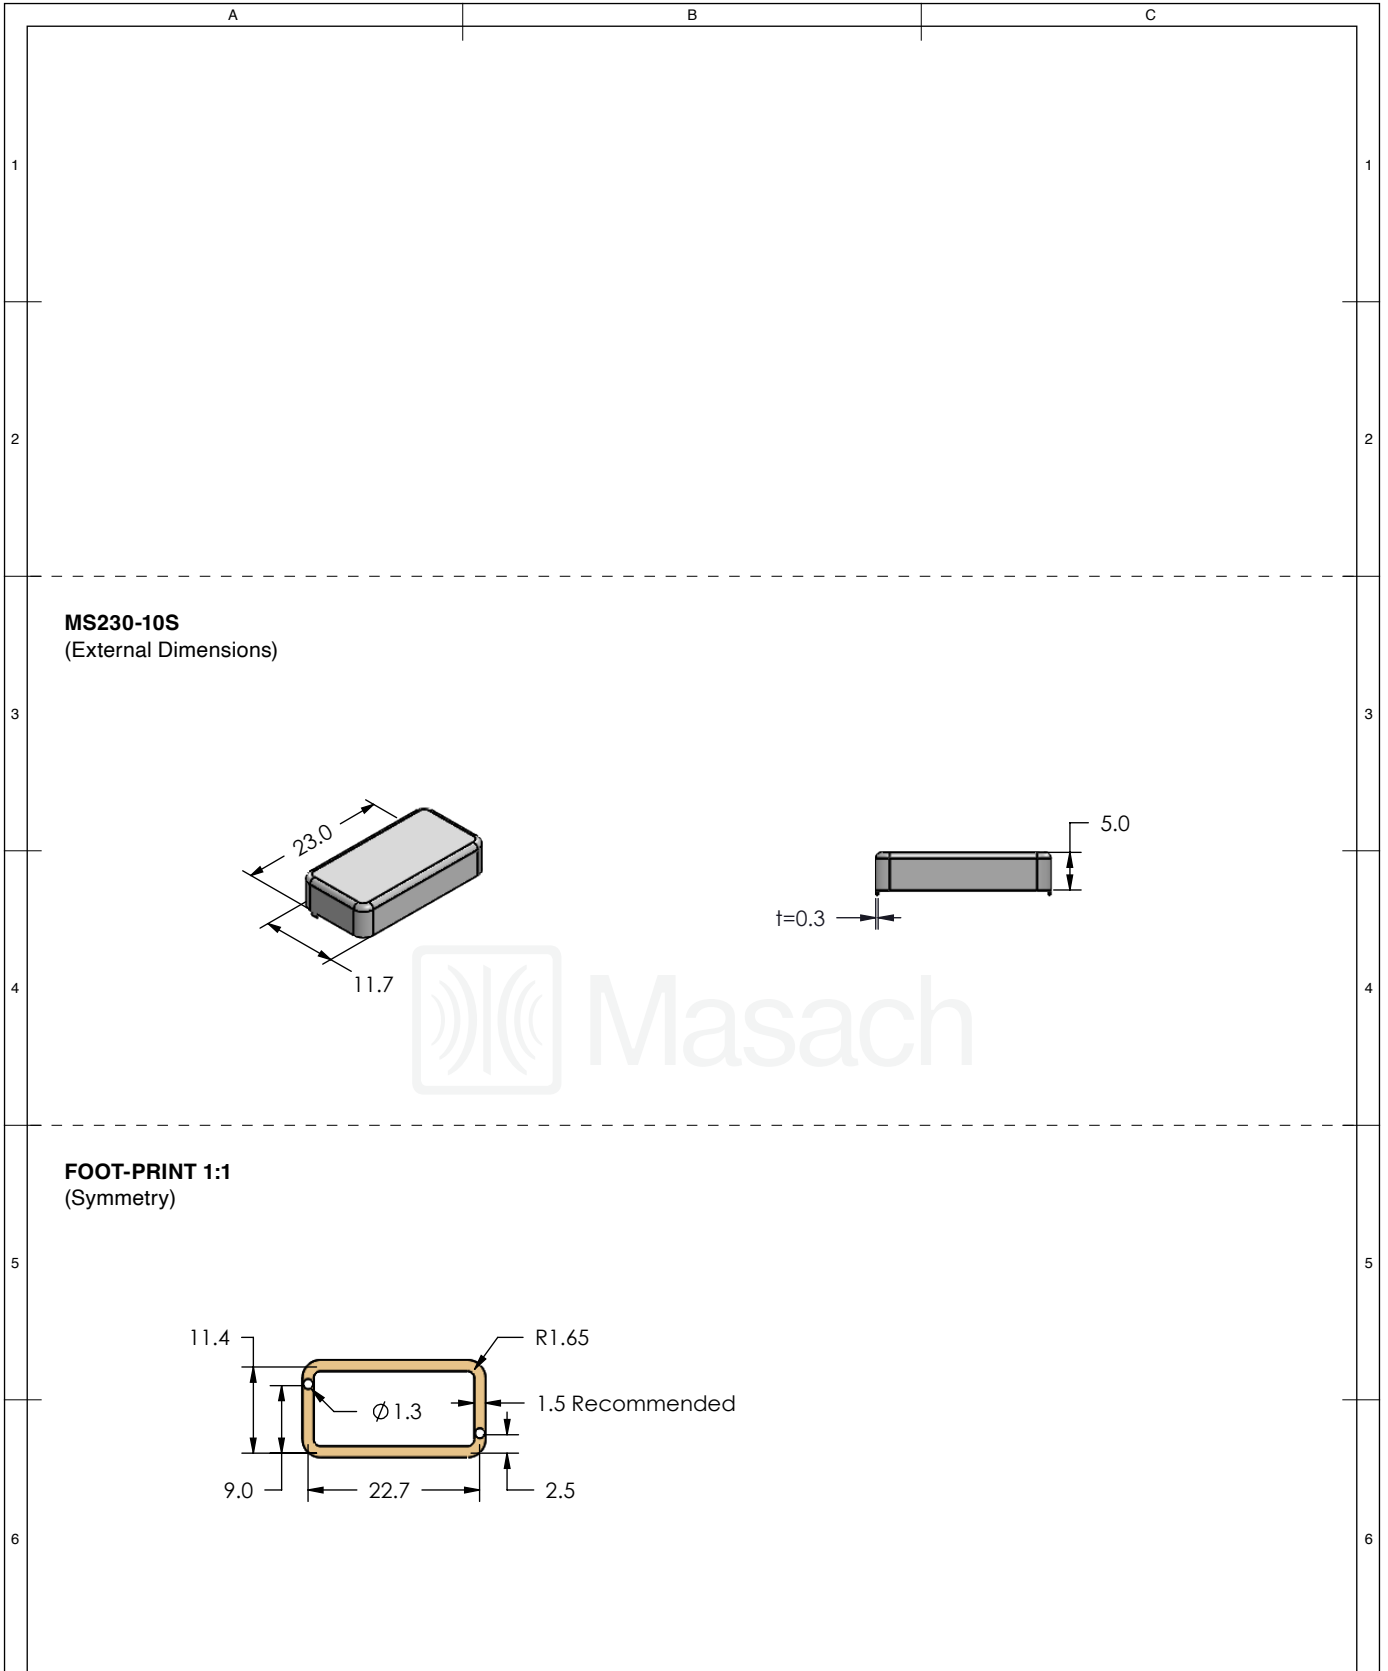 A B C
1 1
2 2
MS230-10S
(External Dimensions)
3 3
23.0
5.0
t=0.3
11.7
4 4
Masach
FOOT-PRINT 1:1
(Symmetry)
5 5
11.4 R1.65
⌀1.3 1.5 Recommended
9.0 22.7 2.5
6 6